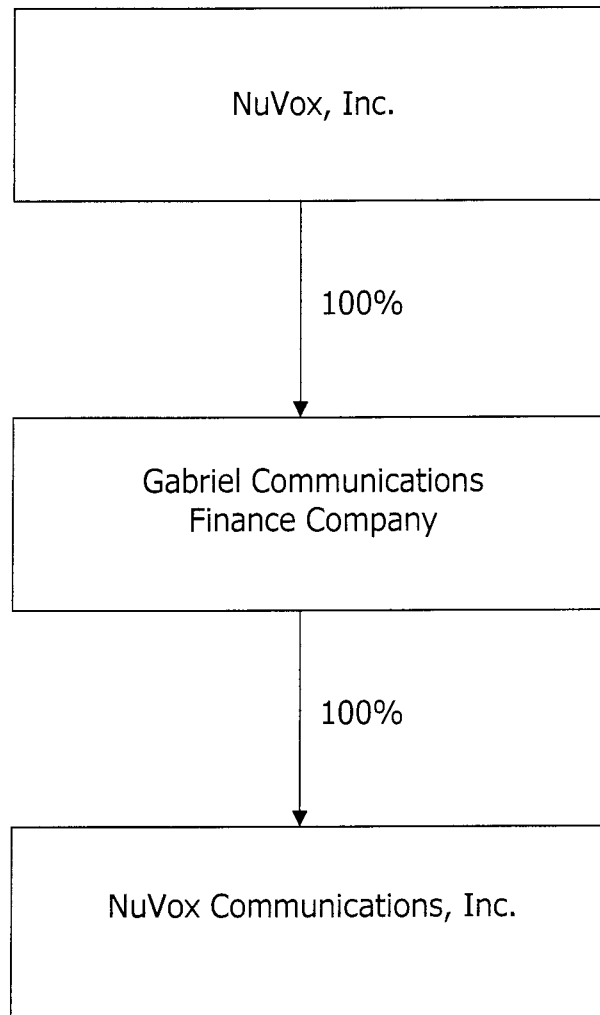 NuVox, Inc.
100%
Gabriel Communications
Finance Company
100%
NuVox Communications, Inc.